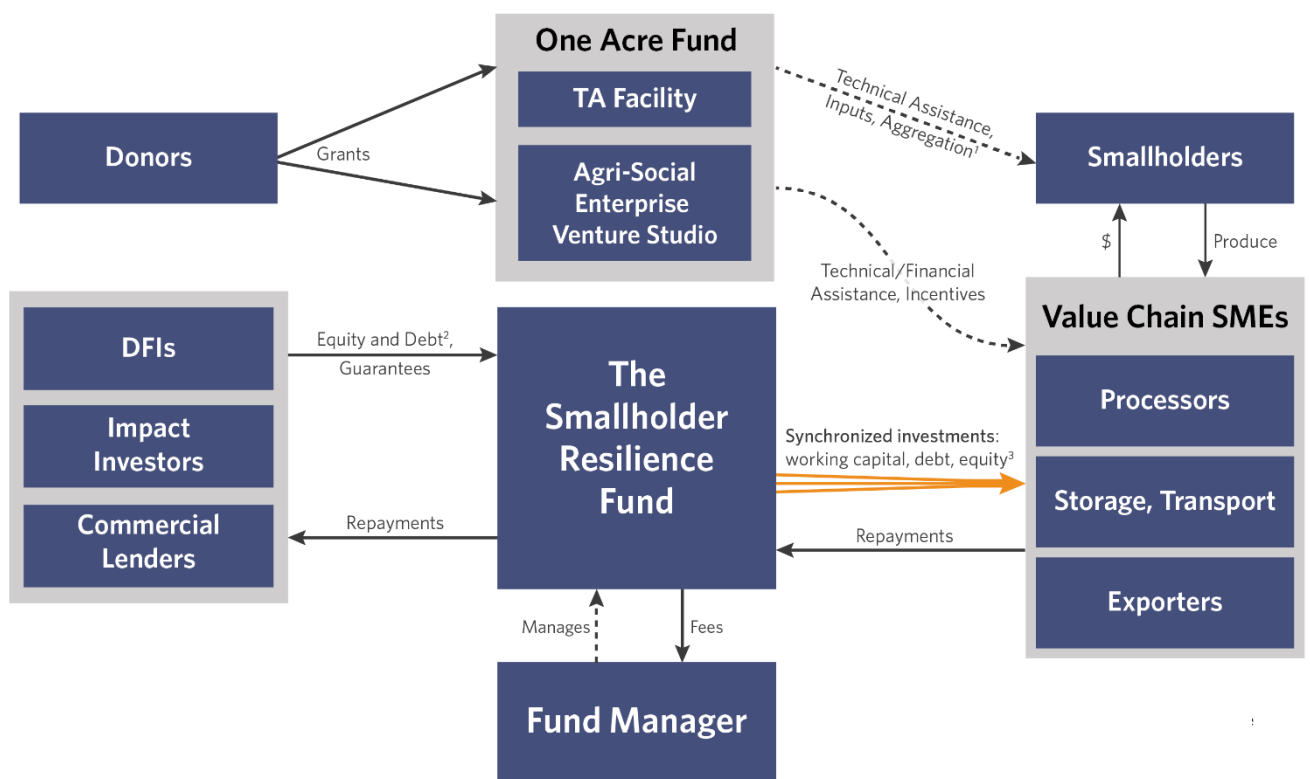 One Acre Fund
TA Facility
Agri-Social
Enterprise
Venture Studio
Donors
Grants
Technical Assistance,
Inputs, Aggregation¹
Smallholders
$
Produce
Technical/Financial
Assistance, Incentives
DFIs
Impact
Investors
Commercial
Lenders
Equity and Debt²,
Guarantees
Repayments
The
Smallholder
Resilience
Fund
Synchronized investments:
working capital, debt, equity³
Repayments
Value Chain SMEs
Processors
Storage, Transport
Exporters
Manages
Fees
Fund Manager